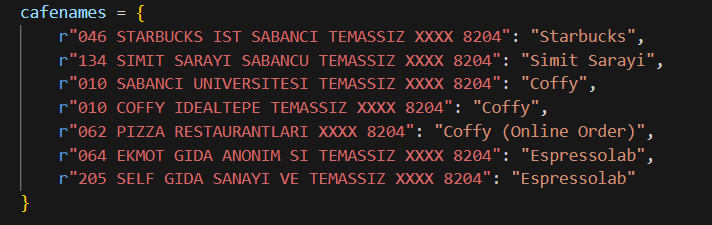 cafenames = {
r"046 STARBUCKS IST SABANCI TEMASSIZ XXXX 8204": "Starbucks",
r"134 SIMIT SARAYI SABANCU TEMASSIZ XXXX 8204": "Simit Sarayi",
r"010 SABANCI UNIVERSITESI TEMASSIZ XXXX 8204": "Coffy",
r"010 COFFY IDEALTEPE TEMASSIZ XXXX 8204": "Coffy",
r"062 PIZZA RESTAURANTLARI XXXX 8204": "Coffy (Online Order)",
r"064 EKMOT GIDA ANONIM SI TEMASSIZ XXXX 8204": "Espressolab",
r"205 SELF GIDA SANAYI VE TEMASSIZ XXXX 8204": "Espressolab"
}